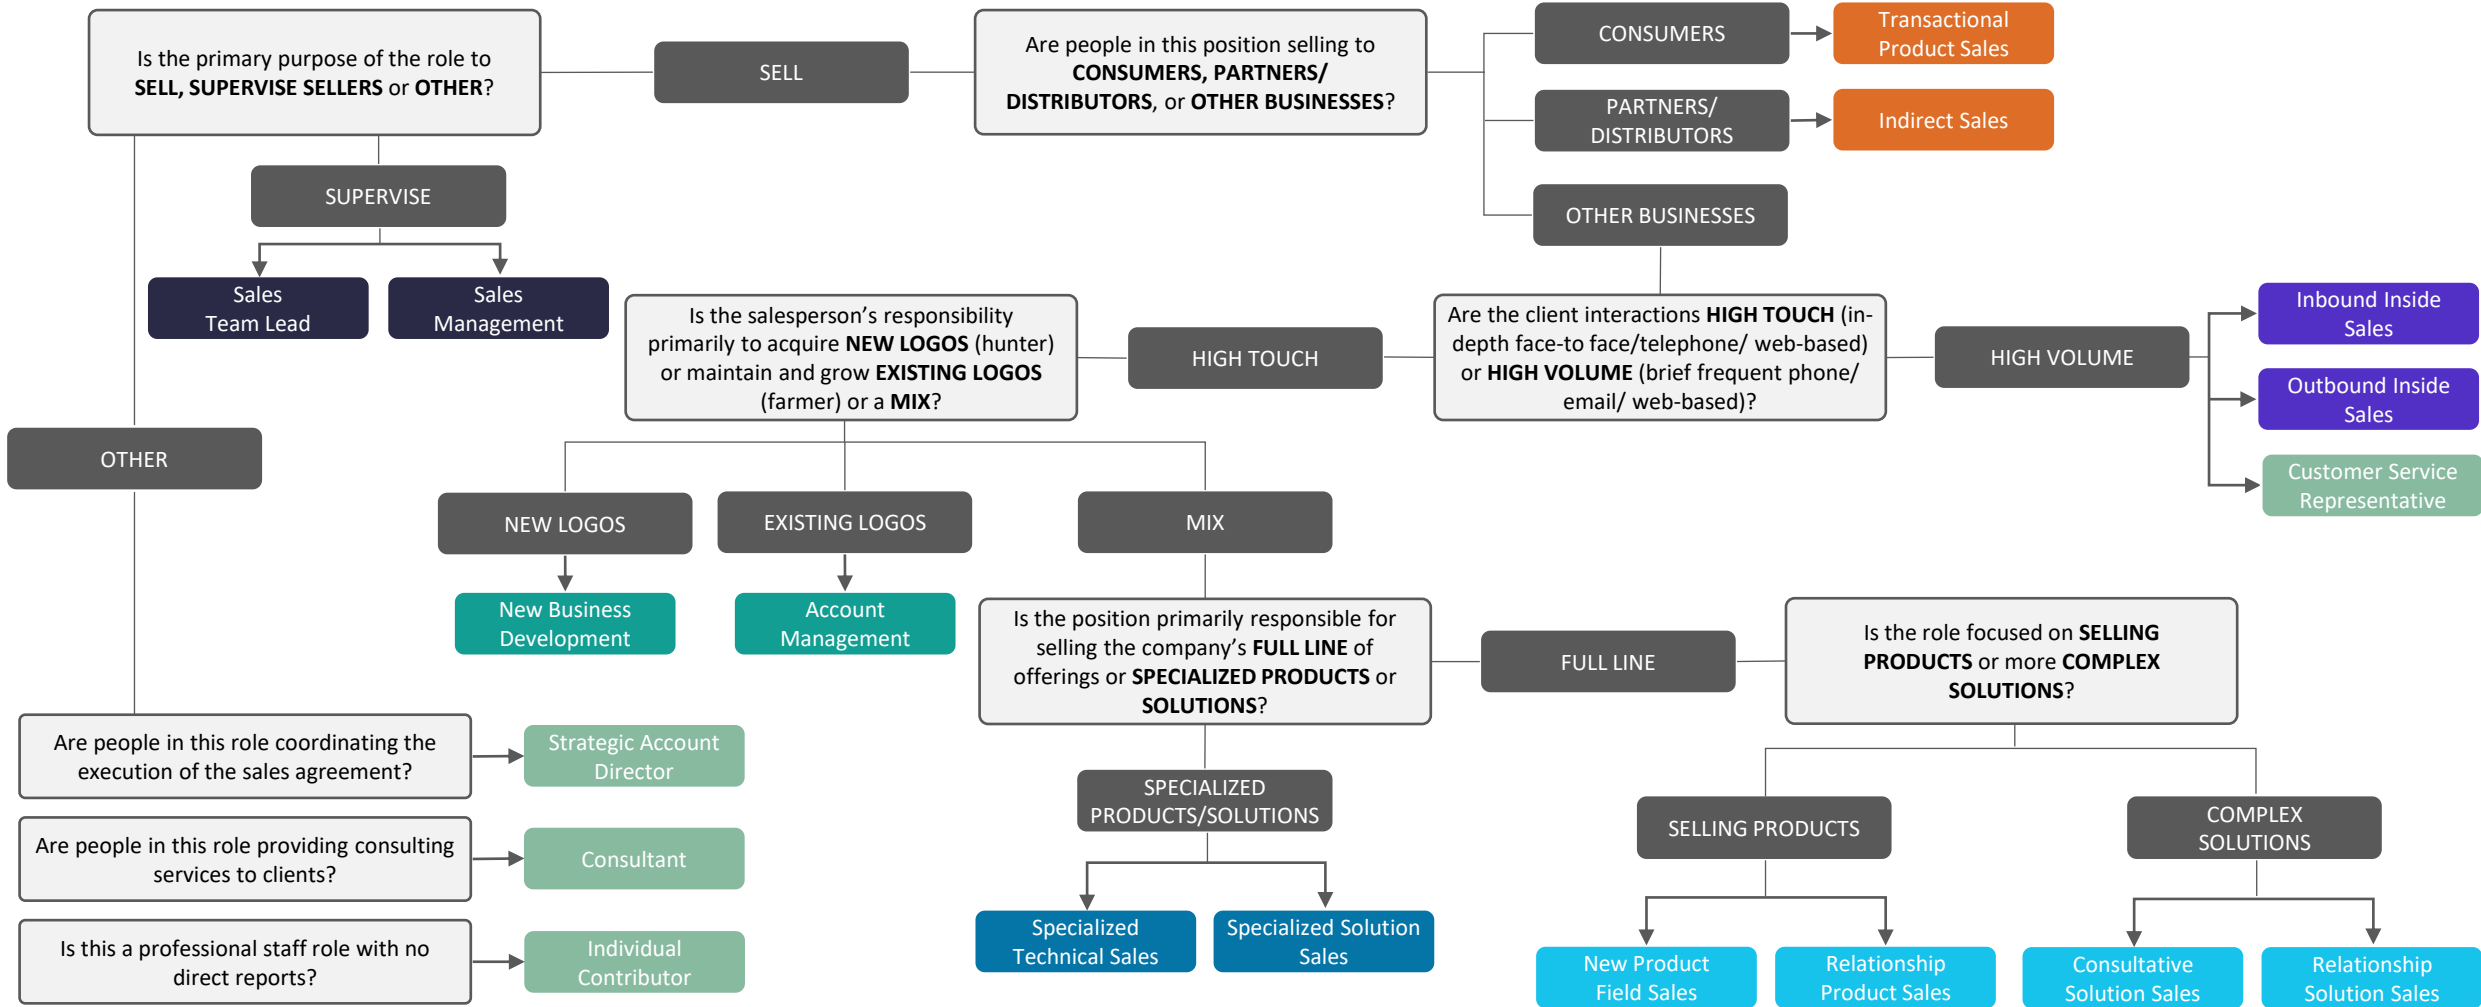 Is the primary purpose of the role to
SELL, SUPERVISE SELLERS or OTHER?
SELL
Are people in this position selling to
CONSUMERS, PARTNERS/
DISTRIBUTORS, or OTHER BUSINESSES?
CONSUMERS
Transactional
Product Sales
PARTNERS/
DISTRIBUTORS
Indirect Sales
OTHER BUSINESSES
SUPERVISE
Sales
Team Lead
Sales
Management
Is the salesperson's responsibility
primarily to acquire NEW LOGOS (hunter)
or maintain and grow EXISTING LOGOS
(farmer) or a MIX?
HIGH TOUCH
Are the client interactions HIGH TOUCH (in-
depth face-to face/telephone/ web-based)
or HIGH VOLUME (brief frequent phone/
email/ web-based)?
HIGH VOLUME
Inbound Inside
Sales
Outbound Inside
Sales
Customer Service
Representative
OTHER
NEW LOGOS
EXISTING LOGOS
MIX
New Business
Development
Account
Management
Is the position primarily responsible for
selling the company's FULL LINE of
offerings or SPECIALIZED PRODUCTS or
SOLUTIONS?
FULL LINE
Is the role focused on SELLING
PRODUCTS or more COMPLEX
SOLUTIONS?
Are people in this role coordinating the
execution of the sales agreement?
Strategic Account
Director
Are people in this role providing consulting
services to clients?
Consultant
Is this a professional staff role with no
direct reports?
Individual
Contributor
SPECIALIZED
PRODUCTS/SOLUTIONS
Specialized
Technical Sales
Specialized Solution
Sales
SELLING PRODUCTS
COMPLEX
SOLUTIONS
New Product
Field Sales
Relationship
Product Sales
Consultative
Solution Sales
Relationship
Solution Sales